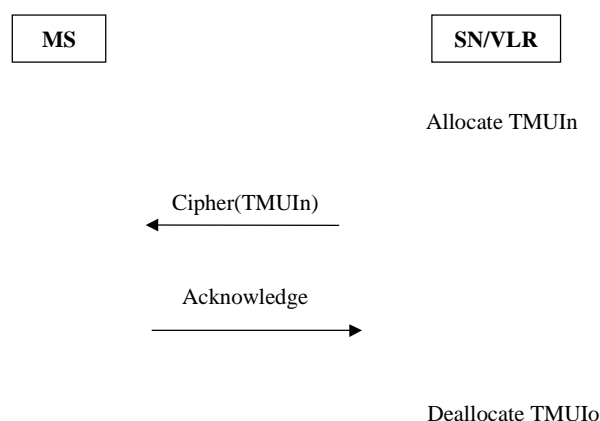 MS
SN/VLR
Allocate TMUIn
Cipher(TMUIn)
Acknowledge
Deallocate TMUIo